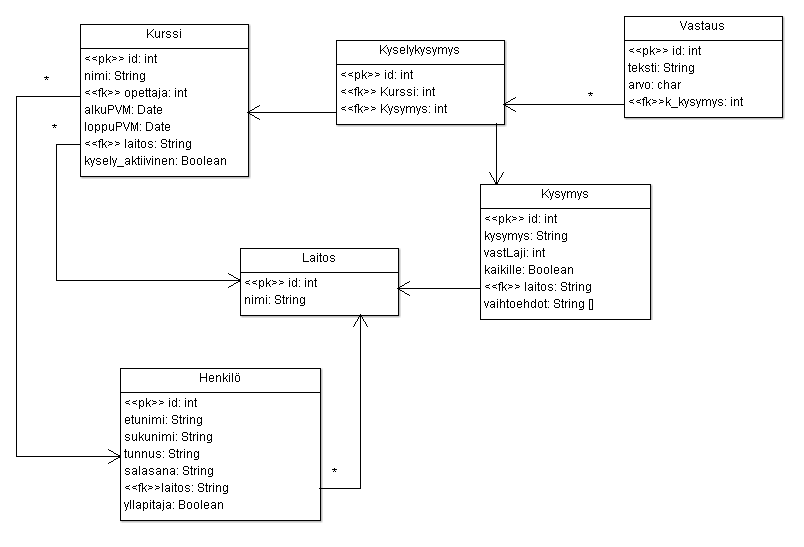 Kurssi
<<pk>> id: int
nimi: String
<<fk>> opettaja: int
alkuPVM: Date
loppuPVM: Date
<<fk>> laitos: String
kysely_aktiivinen: Boolean
*
*
Kyselykysymys
<<pk>> id: int
<<fk>> Kurssi: int
<<fk>> Kysymys: int
*
Vastaus
<<pk>> id: int
teksti: String
arvo: char
<<fk>>k_kysymys: int
Kysymys
<<pk>> id: int
kysymys: String
vastLaji: int
kaikille: Boolean
<<fk>> laitos: String
vaihtoehdot: String []
Laitos
<<pk>> id: int
nimi: String
Henkilö
<<pk>> id: int
etunimi: String
sukunimi: String
tunnus: String
salasana: String
<<fk>>laitos: String
yllapitaja: Boolean
*